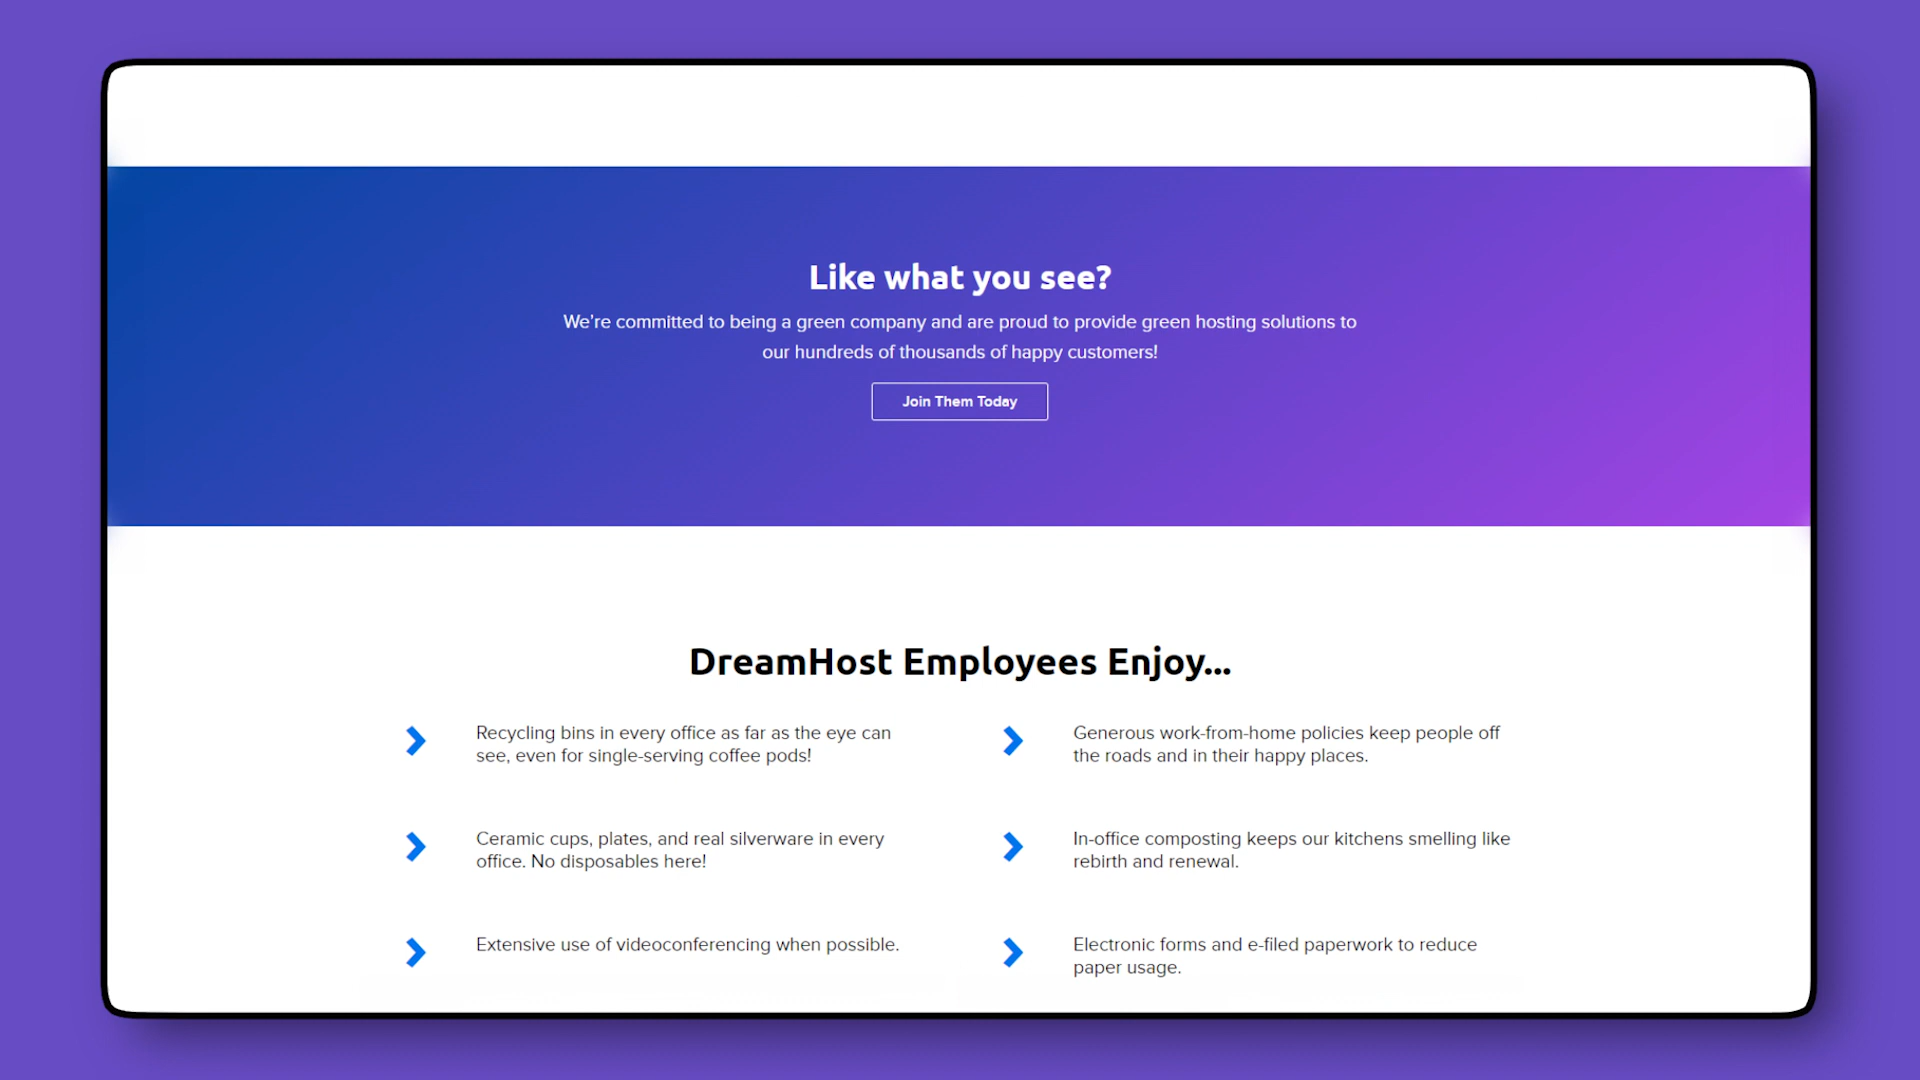 Like what you see?
We're committed to being a green company and are proud to provide green hosting solutions to
our hundreds of thousands of happy customers!
Join Them Today
DreamHost Employees Enjoy...
Recycling bins in every office as far as the eye can
see, even for single-serving coffee pods!
Generous work-from-home policies keep people off
the roads and in their happy places.
Ceramic cups, plates, and real silverware in every
office. No disposables here!
In-office composting keeps our kitchens smelling like
rebirth and renewal.
Extensive use of videoconferencing when possible.
Electronic forms and e-filed paperwork to reduce
paper usage.